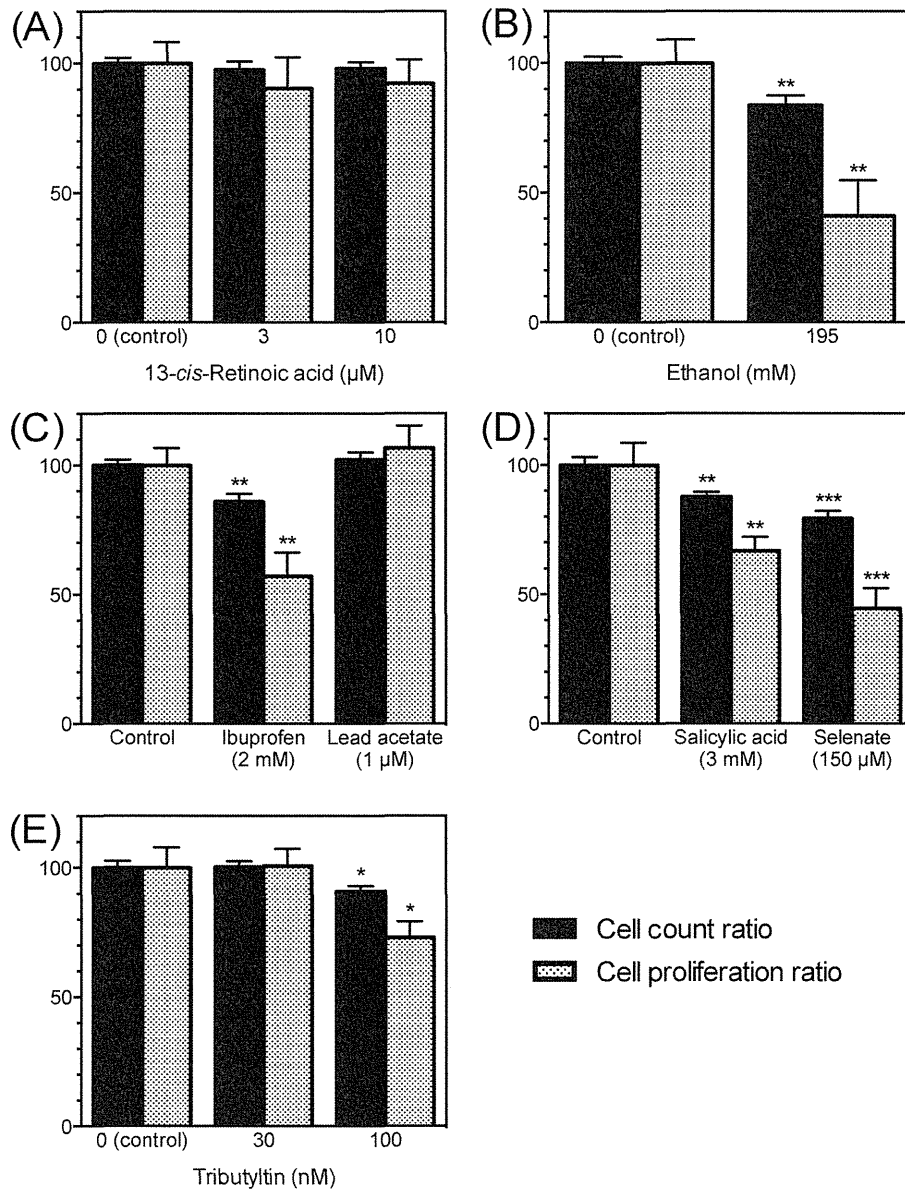 (A)
100
50
0
0 (control) 3 10
13-cis-Retinoic acid (µM)
(B)
100
** **
50
0
0 (control) 195
Ethanol (mM)
(C)
100
** **
50
0
Control Ibuprofen Lead acetate
(2 mM) (1 µM)
(D)
100
** ** *** ***
50
0
Control Salicylic acid Selenate
(3 mM) (150 µM)
(E)
100
* *
50
0
0 (control) 30 100
Tributyltin (nM)
Cell count ratio
Cell proliferation ratio